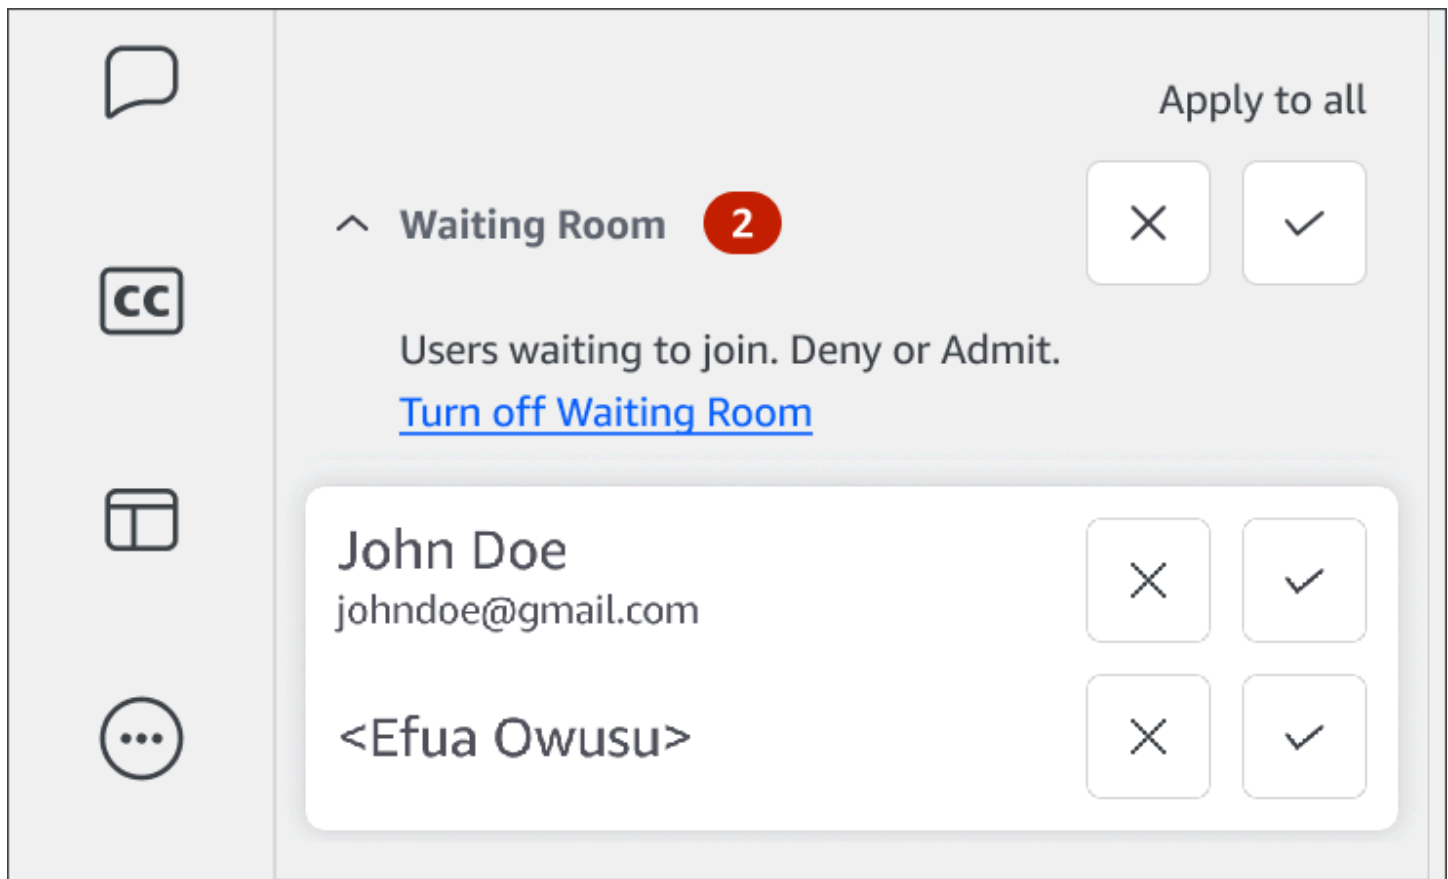 Apply to all
Waiting Room 2
CC
Users waiting to join. Deny or Admit.
Turn off Waiting Room
John Doe
johndoe@gmail.com
<Efua Owusu>